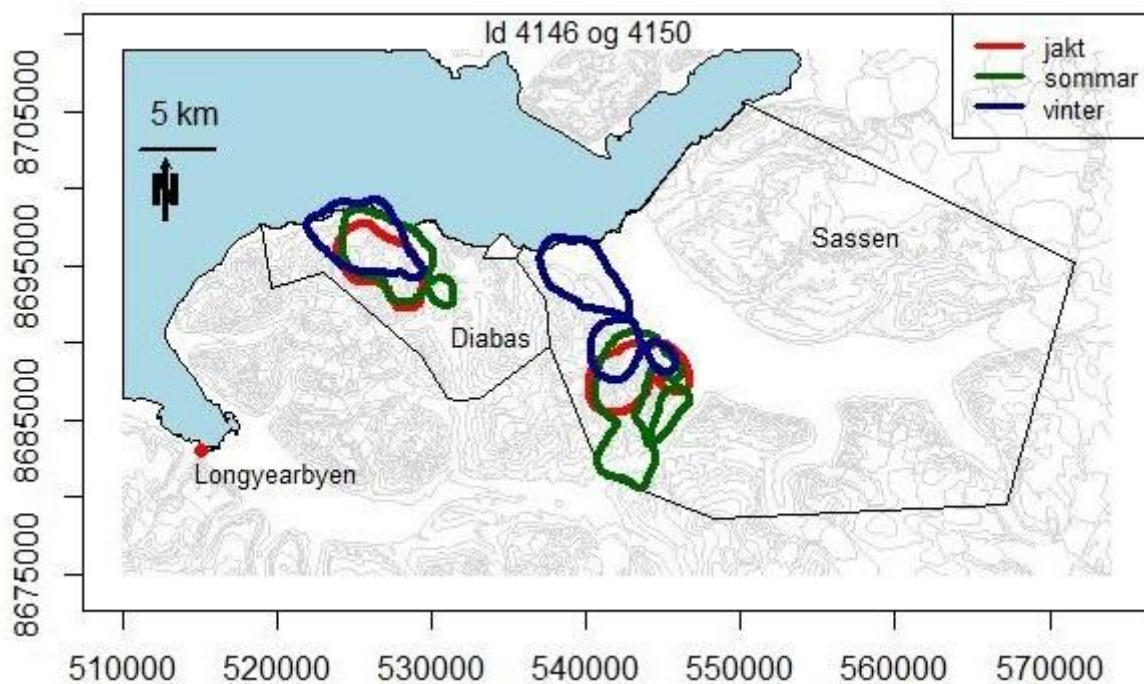 Id 4146 og 4150
jakt
sommar
vinter
5 km
N
Sassen
Diabas
Longyearbyen
8705000
8695000
8685000
8675000
510000 520000 530000 540000 550000 560000 570000